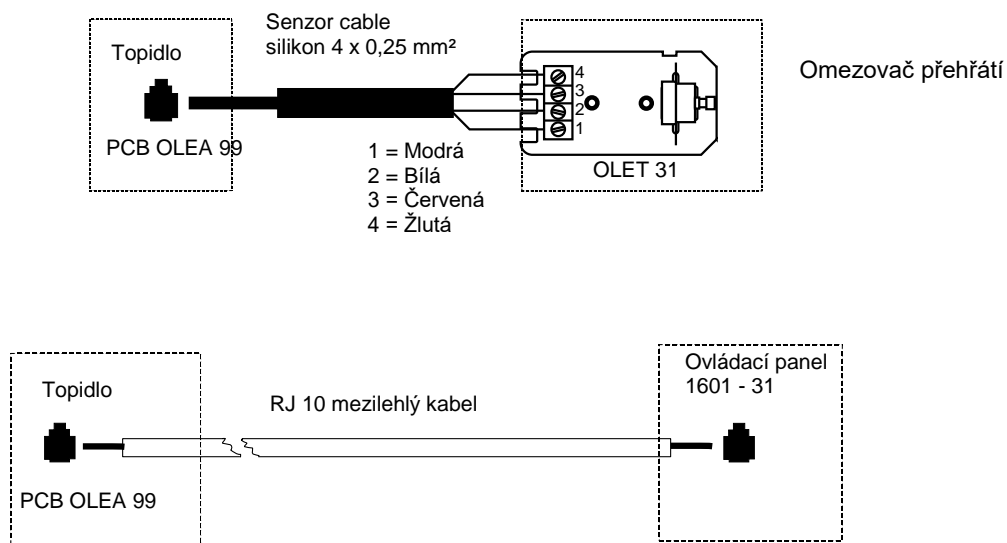 Topidlo
PCB OLEA 99
Senzor cable
silikon 4 x 0,25 mm²
1 = Modrá
2 = Bílá
3 = Červená
4 = Žlutá
4
3
2
1
OLET 31
Omezovač přehřátí
Topidlo
PCB OLEA 99
RJ 10 mezilehlý kabel
Ovládací panel
1601 - 31